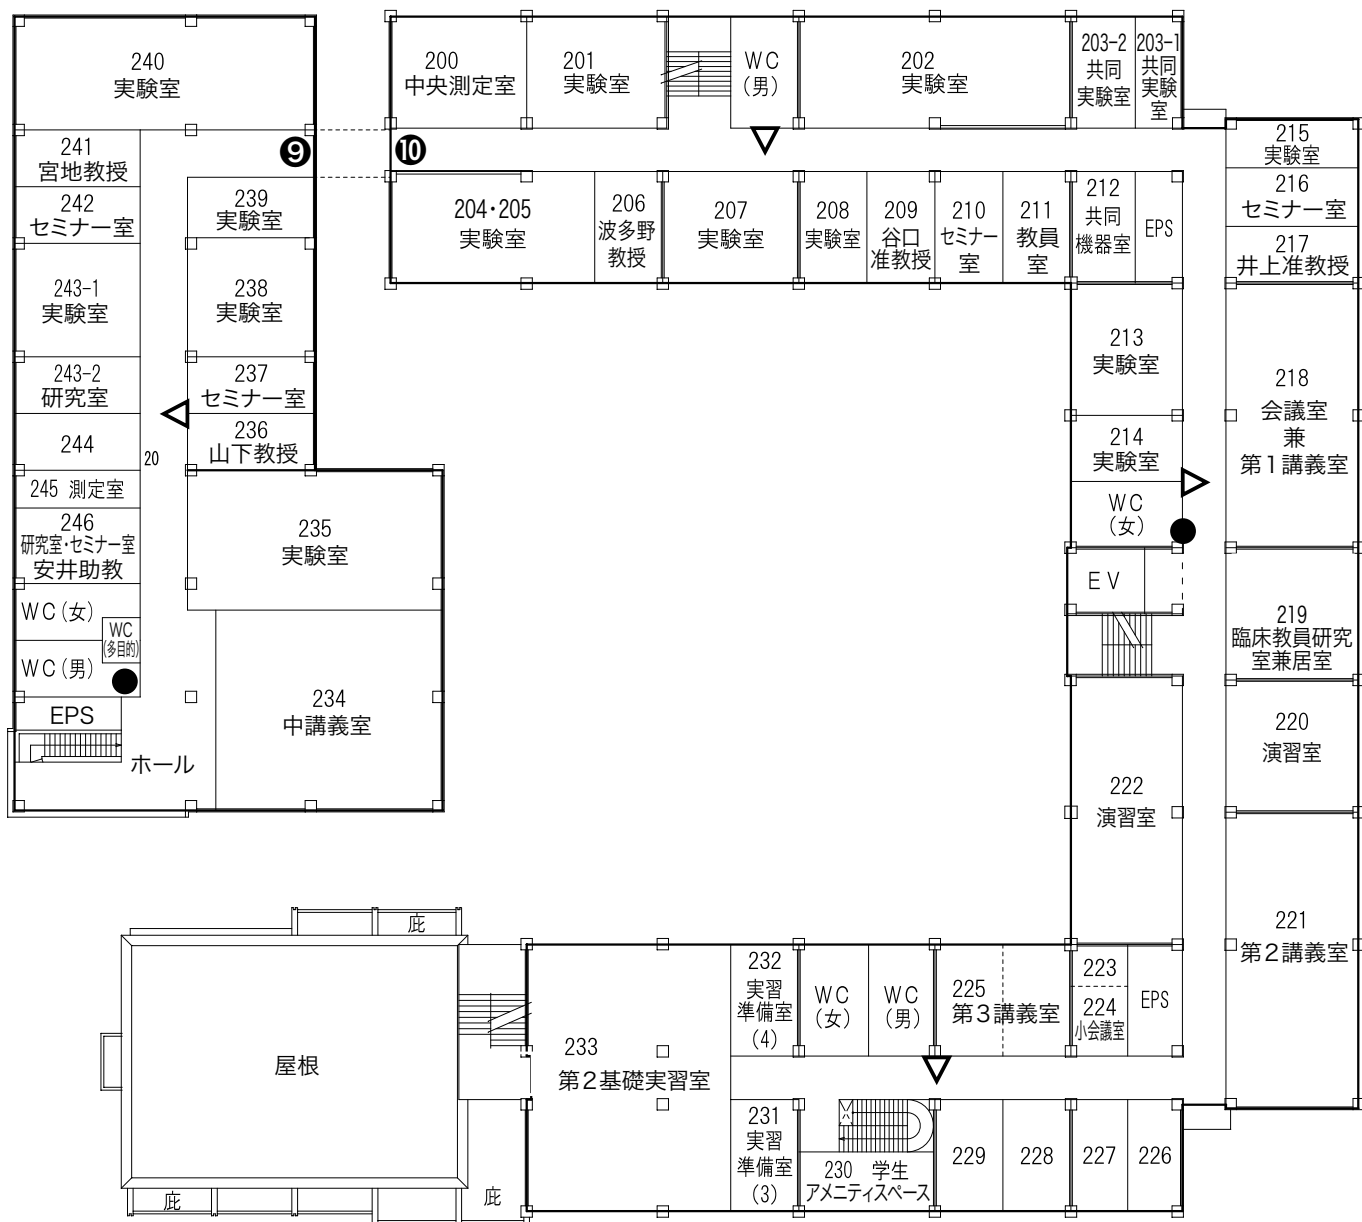 240
実験室
241
宮地教授
242
セミナー室
243-1
実験室
243-2
研究室
244
245 測定室
246
研究室・セミナー室
安井助教
WC(女)
WC
(多目的)
WC(男)
EPS
ホール
20
❾
239
実験室
238
実験室
237
セミナー室
236
山下教授
235
実験室
234
中講義室
❿
200
中央測定室
201
実験室
WC
(男)
202
実験室
203-2
共同
実験室
203-1
共同
実験
室
204・205
実験室
206
波多野
教授
207
実験室
208
実験室
209
谷口
准教授
210
セミナー
室
211
教員
室
212
共同
機器室
EPS
213
実験室
214
実験室
WC
(女)
EV
222
演習室
215
実験室
216
セミナー室
217
井上准教授
218
会議室
兼
第1講義室
219
臨床教員研究
室兼居室
220
演習室
221
第2講義室
庇
屋根
庇
庇
233
第2基礎実習室
232
実習
準備室
(4)
WC
(女)
WC
(男)
225
第3講義室
223
224
小会議室
EPS
231
実習
準備室
(3)
230 学生
アメニティスペース
229
228
227
226